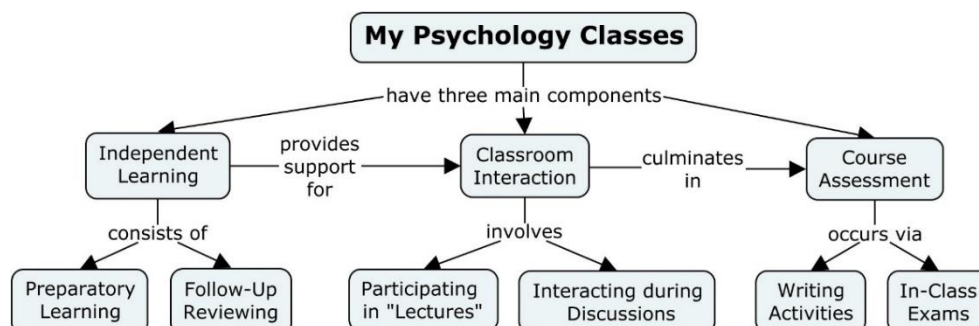 My Psychology Classes
have three main components
Independent
Learning
provides
support
for
Classroom
Interaction
culminates
in
Course
Assessment
consists of
involves
occurs via
Preparatory
Learning
Follow-Up
Reviewing
Participating
in "Lectures"
Interacting during
Discussions
Writing
Activities
In-Class
Exams